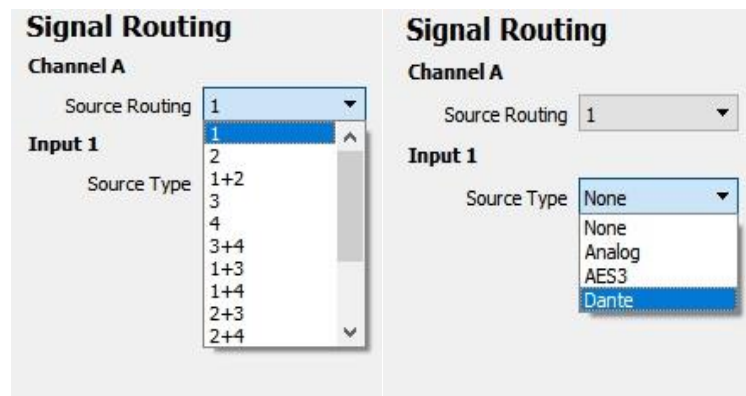 Signal Routing
Channel A
Source Routing 1
1
Input 1
2
Source Type 1+2
3
4
3+4
1+3
1+4
2+3
2+4
Signal Routing
Channel A
Source Routing 1
Input 1
Source Type None
None
Analog
AES3
Dante